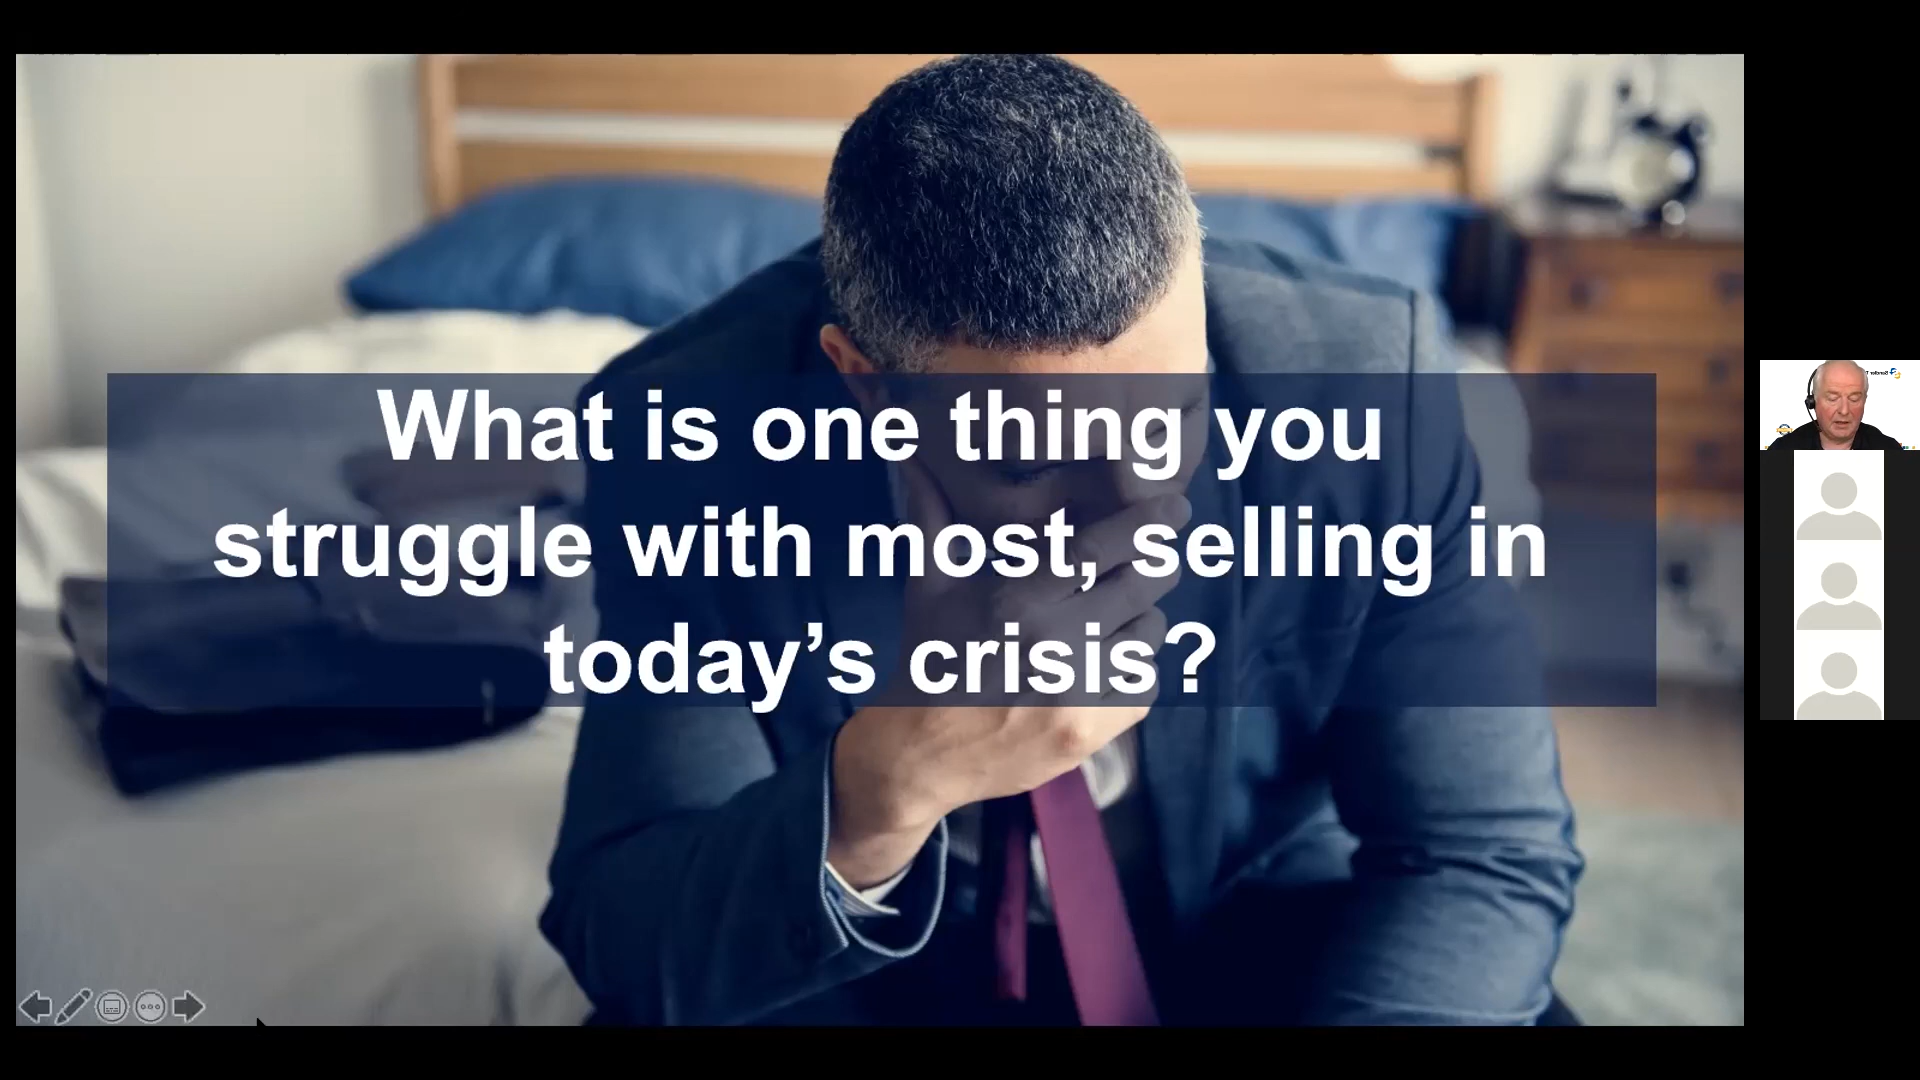 What is one thing you
struggle with most, selling in
today’s crisis?